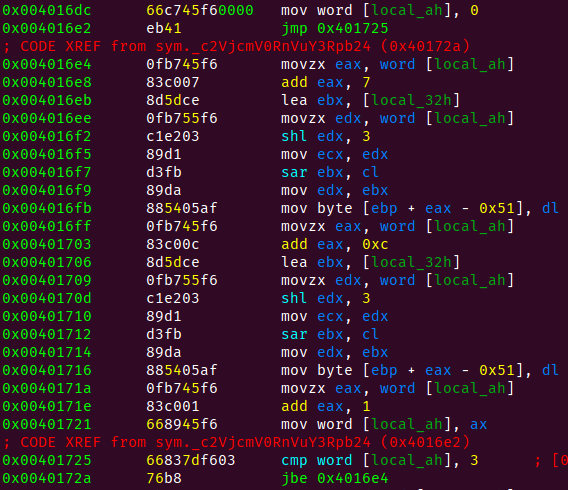 0x004016dc 66c745f60000 mov word [local_ah], 0
0x004016e2 eb41 jmp 0x401725
; CODE XREF from sym._c2VjcmV0RnVuY3Rpb24 (0x40172a)
0x004016e4 0fb745f6 movzx eax, word [local_ah]
0x004016e8 83c007 add eax, 7
0x004016eb 8d5dce lea ebx, [local_32h]
0x004016ee 0fb755f6 movzx edx, word [local_ah]
0x004016f2 c1e203 shl edx, 3
0x004016f5 89d1 mov ecx, edx
0x004016f7 d3fb sar ebx, cl
0x004016f9 89da mov edx, ebx
0x004016fb 885405af mov byte [ebp + eax - 0x51], dl
0x004016ff 0fb745f6 movzx eax, word [local_ah]
0x00401703 83c00c add eax, 0xc
0x00401706 8d5dce lea ebx, [local_32h]
0x00401709 0fb755f6 movzx edx, word [local_ah]
0x0040170d c1e203 shl edx, 3
0x00401710 89d1 mov ecx, edx
0x00401712 d3fb sar ebx, cl
0x00401714 89da mov edx, ebx
0x00401716 885405af mov byte [ebp + eax - 0x51], dl
0x0040171a 0fb745f6 movzx eax, word [local_ah]
0x0040171e 83c001 add eax, 1
0x00401721 668945f6 mov word [local_ah], ax
; CODE XREF from sym._c2VjcmV0RnVuY3Rpb24 (0x4016e2)
0x00401725 66837df603 cmp word [local_ah], 3 ; [0
0x0040172a 76b8 jbe 0x4016e4